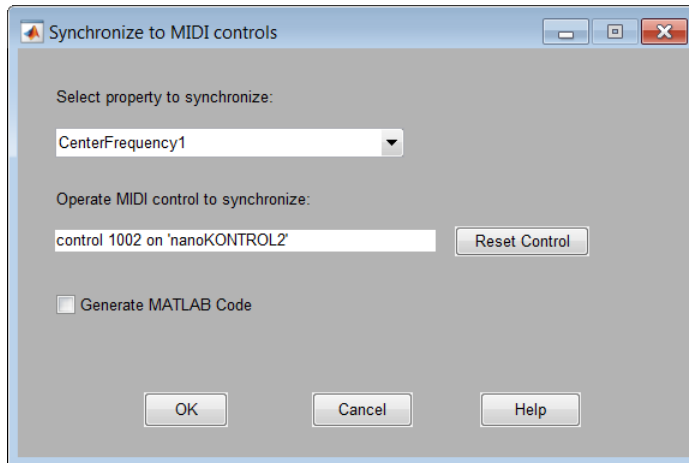 Synchronize to MIDI controls
Select property to synchronize:
CenterFrequency1
Operate MIDI control to synchronize:
control 1002 on 'nanoKONTROL2'
Reset Control
Generate MATLAB Code
OK
Cancel
Help